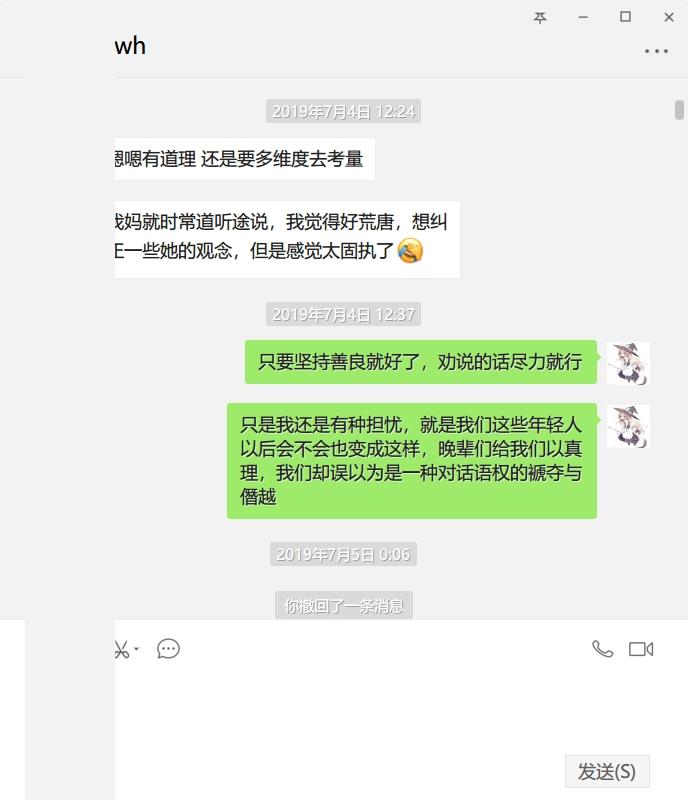 wh
2019年7月4日 12:24
嗯嗯有道理 还是要多维度去考量
我妈就时常道听途说，我觉得好荒唐，想纠
正一些她的观念，但是感觉太固执了
2019年7月4日 12:37
只要坚持善良就好了，劝说的话尽力就行
只是我还是有种担忧，就是我们这些年轻人
以后会不会也变成这样，晚辈们给我们以真
理，我们却误以为是一种对话语权的褫夺与
僭越
2019年7月5日 0:06
你撤回了一条消息
发送(S)